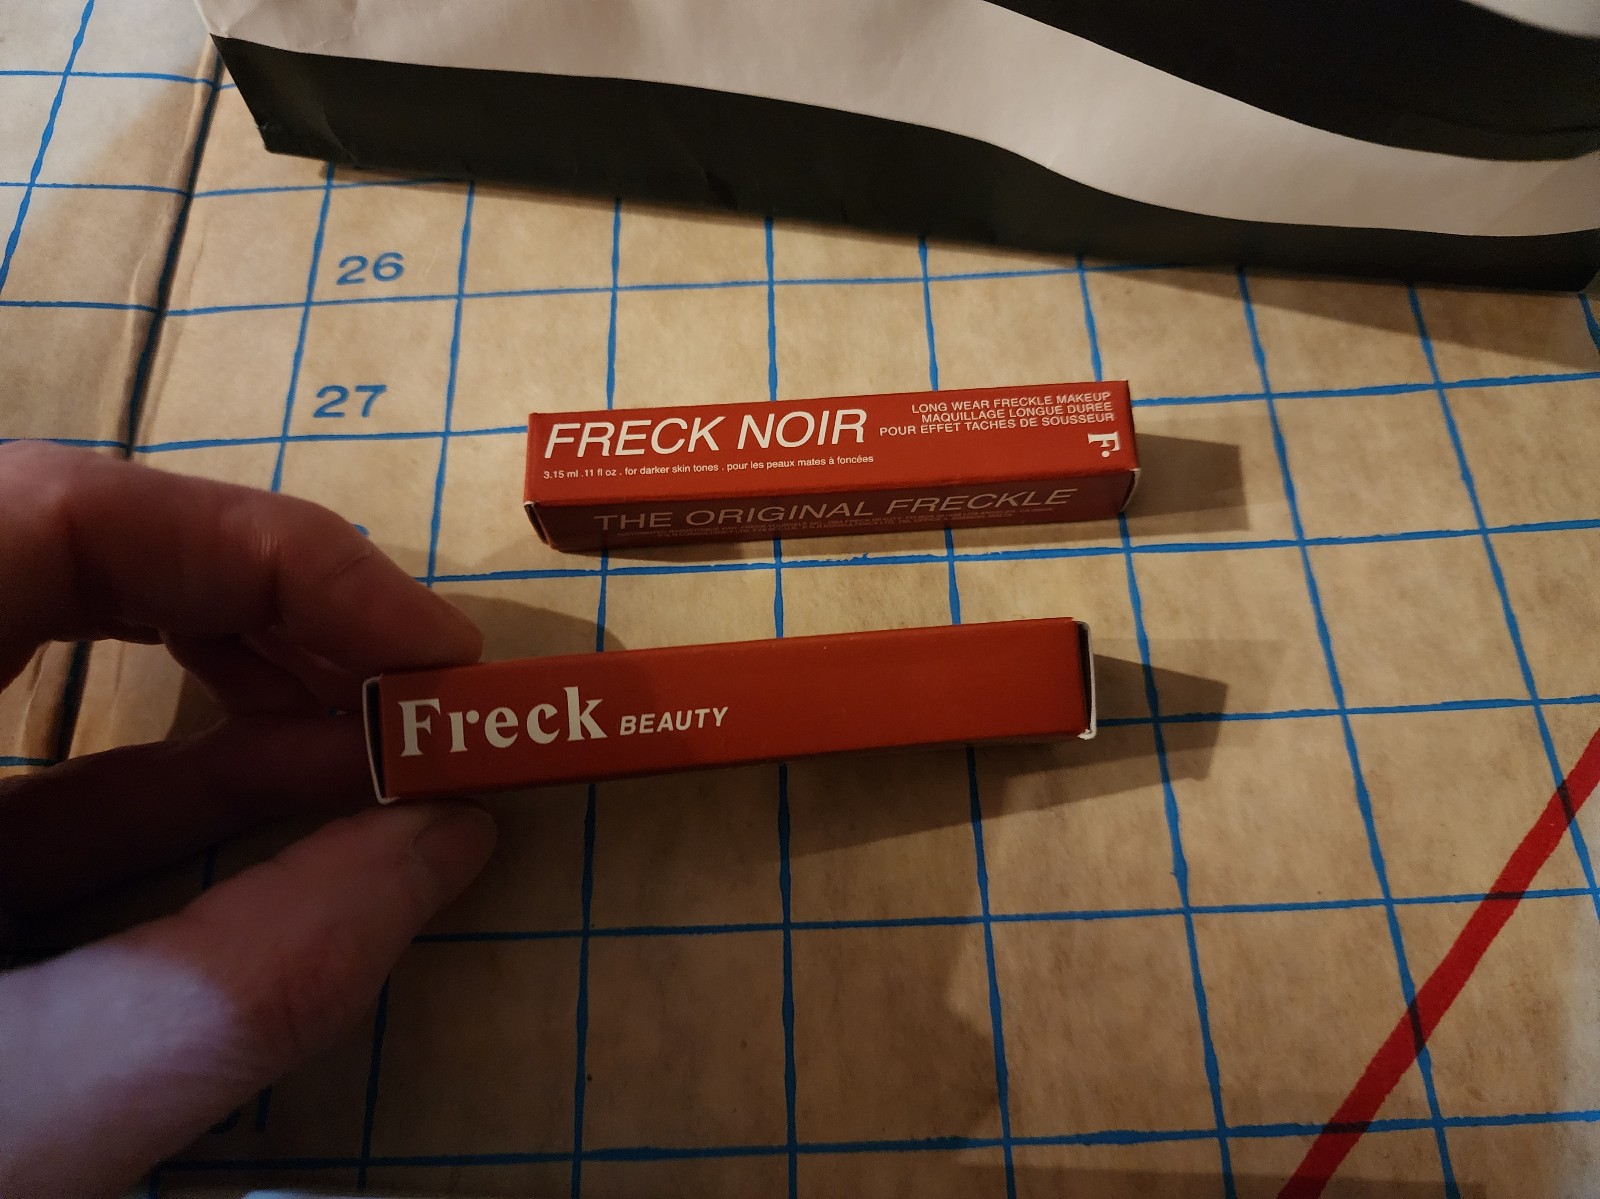 26
27
FRECK NOIR
3.15 ml .11 fl oz . for darker skin tones . pour les peaux mates à foncées
LONG WEAR FRECKLE MAKEUP
MAQUILLAGE LONGUE DURÉE
POUR EFFET TACHES DE SOUSSEUR
F.
THE ORIGINAL FRECKLE
Freck BEAUTY